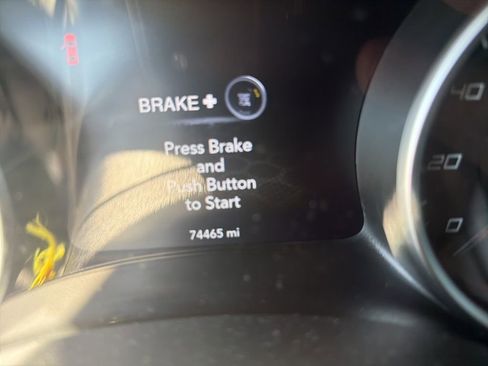 BRAKE +
Press Brake
and
Push Button
to Start
74465 mi
40
20
0